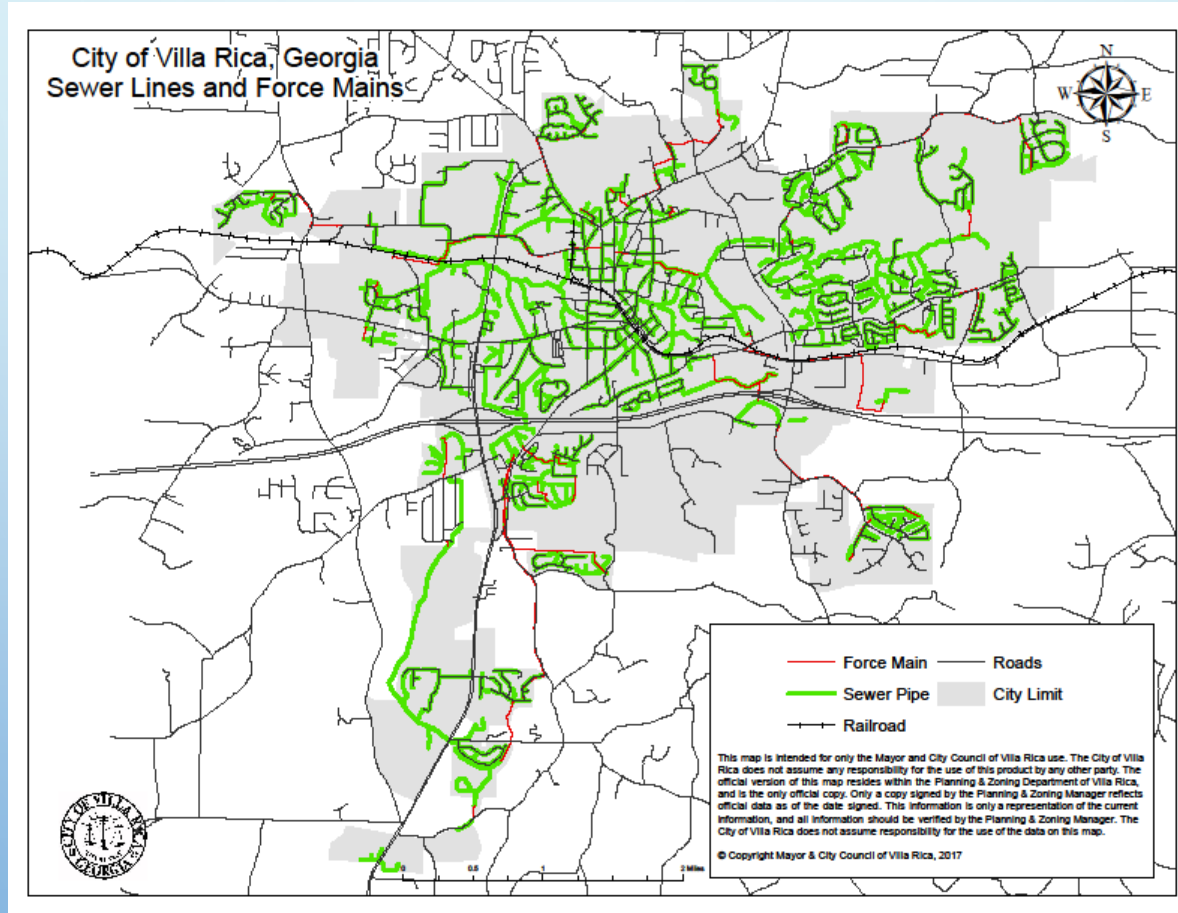 City of Villa Rica, Georgia
Sewer Lines and Force Mains
N
W E
S
Force Main
Roads
Sewer Pipe
City Limit
Railroad
This map is intended for only the Mayor and City Council of Villa Rica use. The City of Villa
Rica does not assume any responsibility for the use of this product by any other party. The
official version of this map resides within the Planning & Zoning Department of Villa Rica,
and is the only official copy. Only a copy signed by the Planning & Zoning Manager reflects
official data as of the date signed. This information is only a representation of the current
information, and all information should be verified by the Planning & Zoning Manager. The
City of Villa Rica does not assume responsibility for the use of the data on this map.
© Copyright Mayor & City Council of Villa Rica, 2017
CITY OF VILLA RICA
GEORGIA
0 0.5 1 2 Miles